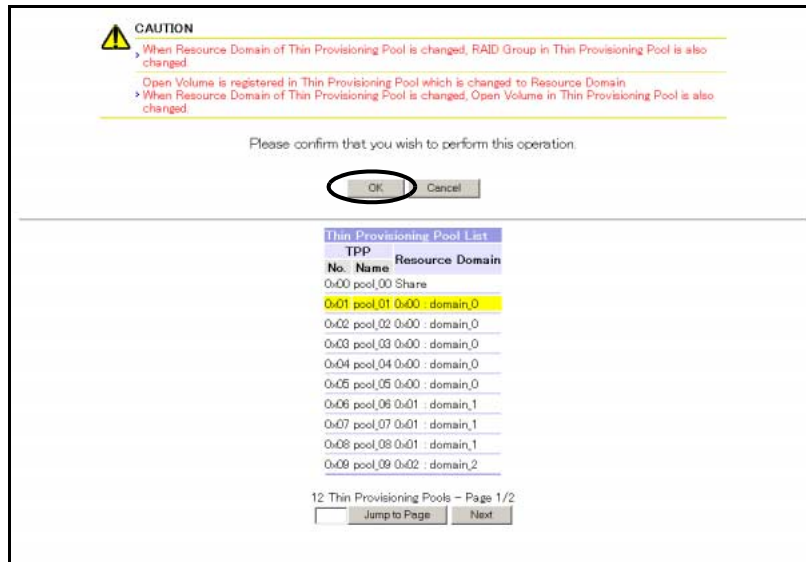 CAUTION
When Resource Domain of Thin Provisioning Pool is changed, RAID Group in Thin Provisioning Pool is also
changed.
Open Volume is registered in Thin Provisioning Pool which is changed to Resource Domain
When Resource Domain of Thin Provisioning Pool is changed, Open Volume in Thin Provisioning Pool is also
changed.
Please confirm that you wish to perform this operation.
OK Cancel
Thin Provisioning Pool List
TPP Resource Domain
No. Name
0x00 pool_00 Share
0x01 pool_01 0x00 : domain_0
0x02 pool_02 0x00 : domain_0
0x03 pool_03 0x00 : domain_0
0x04 pool_04 0x00 : domain_0
0x05 pool_05 0x00 : domain_0
0x06 pool_06 0x01 : domain_1
0x07 pool_07 0x01 : domain_1
0x08 pool_08 0x01 : domain_1
0x09 pool_09 0x02 : domain_2
12 Thin Provisioning Pools - Page 1/2
Jump to Page Next